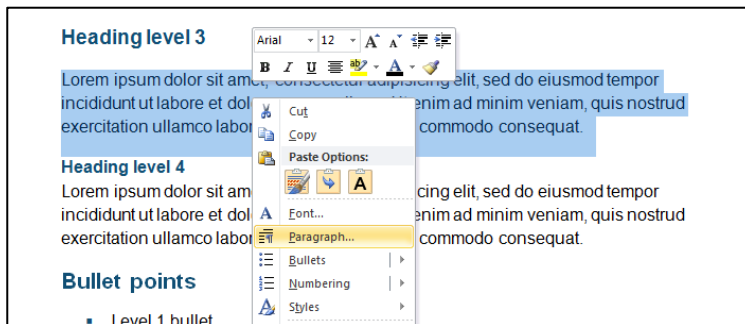 Heading level 3
Arial 12
Lorem ipsum dolor sit amet, consectetur adipisicing elit, sed do eiusmod tempor
incididunt ut labore et dol enim ad minim veniam, quis nostrud
exercitation ullamco labor commodo consequat.
Cut
Copy
Paste Options:
Font...
Paragraph...
Bullets
Numbering
Styles
Heading level 4
Lorem ipsum dolor sit am cing elit, sed do eiusmod tempor
incididunt ut labore et dol enim ad minim veniam, quis nostrud
exercitation ullamco labor commodo consequat.
Bullet points
Level 1 bullet